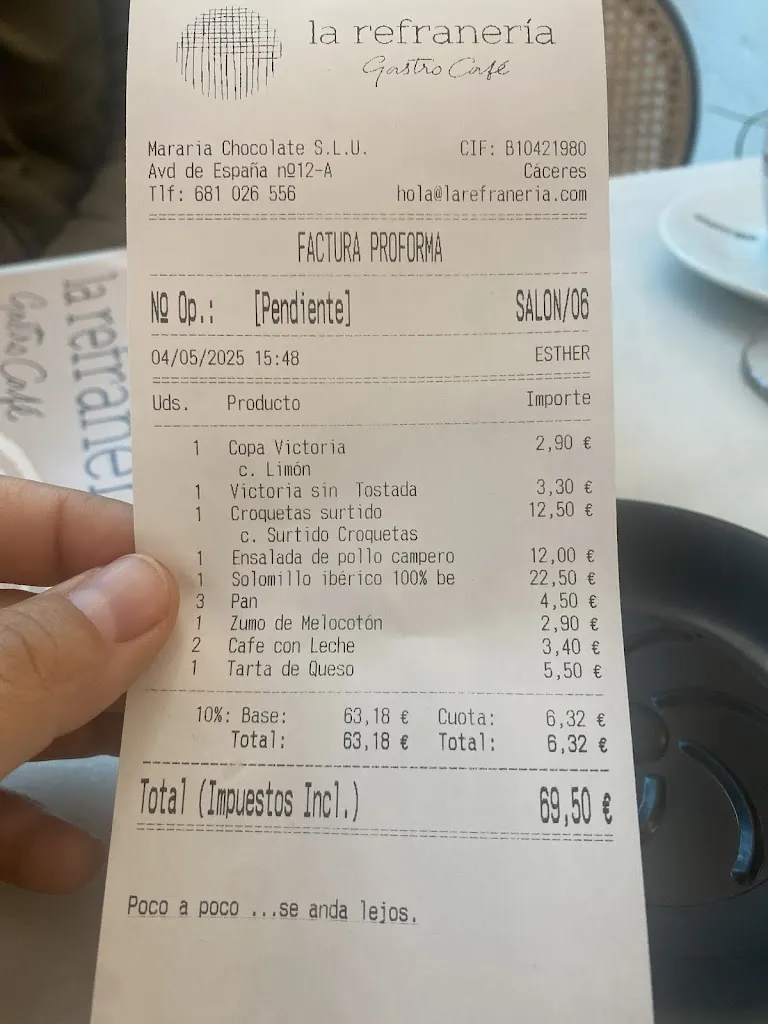 la refranería
Gastro Café
Mararia Chocolate S.L.U. CIF: B10421980
Avd de España nº12-A Cáceres
Tlf: 681 026 556 hola@larefraneria.com
FACTURA PROFORMA
Nº Op.: [Pendiente] SALON/06
04/05/2025 15:48 ESTHER
Uds. Producto Importe
1 Copa Victoria 2,90 €
c. Limón
1 Victoria sin Tostada 3,30 €
1 Croquetas surtido 12,50 €
c. Surtido Croquetas
1 Ensalada de pollo campero 12,00 €
1 Solomillo ibérico 100% be 22,50 €
3 Pan 4,50 €
1 Zumo de Melocotón 2,90 €
2 Cafe con Leche 3,40 €
1 Tarta de Queso 5,50 €
10%: Base: 63,18 € Cuota: 6,32 €
Total: 63,18 € Total: 6,32 €
Total (Impuestos Incl.) 69,50 €
Poco a poco ...se anda lejos.
la refrane
Gastro Café